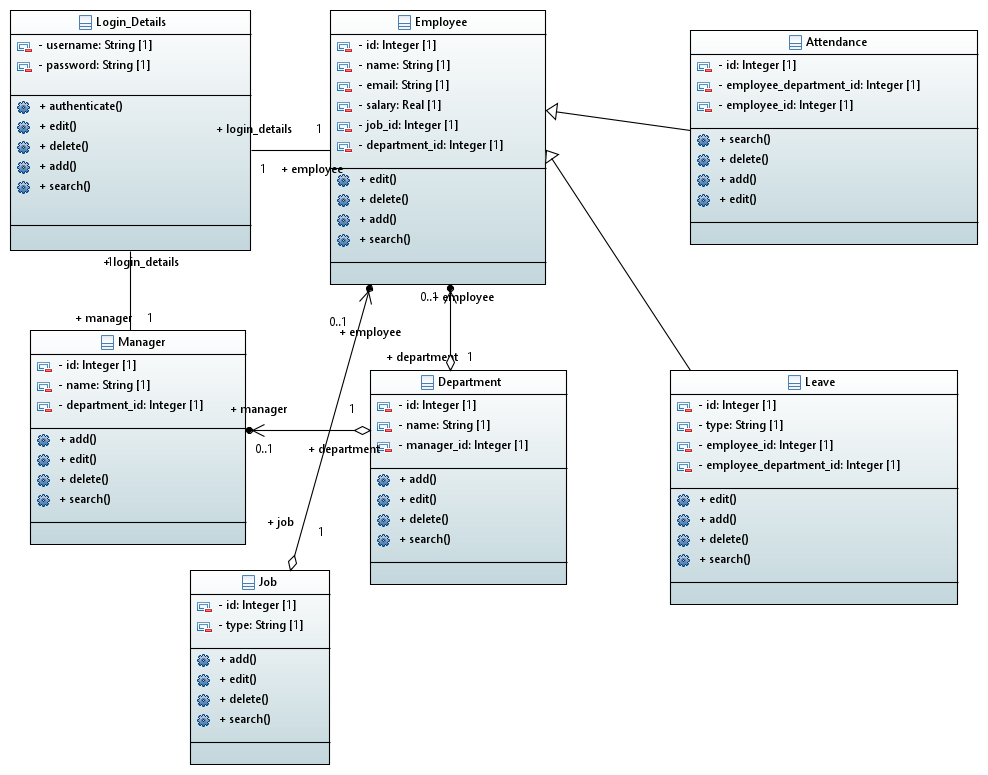 Login_Details
- username: String [1]
- password: String [1]
+ authenticate()
+ edit()
+ delete()
+ add()
+ search()
Employee
- id: Integer [1]
- name: String [1]
- email: String [1]
- salary: Real [1]
- job_id: Integer [1]
- department_id: Integer [1]
+ edit()
+ delete()
+ add()
+ search()
Attendance
- id: Integer [1]
- employee_department_id: Integer [1]
- employee_id: Integer [1]
+ search()
+ delete()
+ add()
+ edit()
+ login_details 1
1 + employee
+ login_details
1
+ manager 1
Manager
- id: Integer [1]
- name: String [1]
- department_id: Integer [1]
+ add()
+ edit()
+ delete()
+ search()
0..1 + employee
0..1
+ employee
+ department 1
+ manager 1
0..1 + department
Department
- id: Integer [1]
- name: String [1]
- manager_id: Integer [1]
+ add()
+ edit()
+ delete()
+ search()
Leave
- id: Integer [1]
- type: String [1]
- employee_id: Integer [1]
- employee_department_id: Integer [1]
+ edit()
+ add()
+ delete()
+ search()
+ job 1
Job
- id: Integer [1]
- type: String [1]
+ add()
+ edit()
+ delete()
+ search()